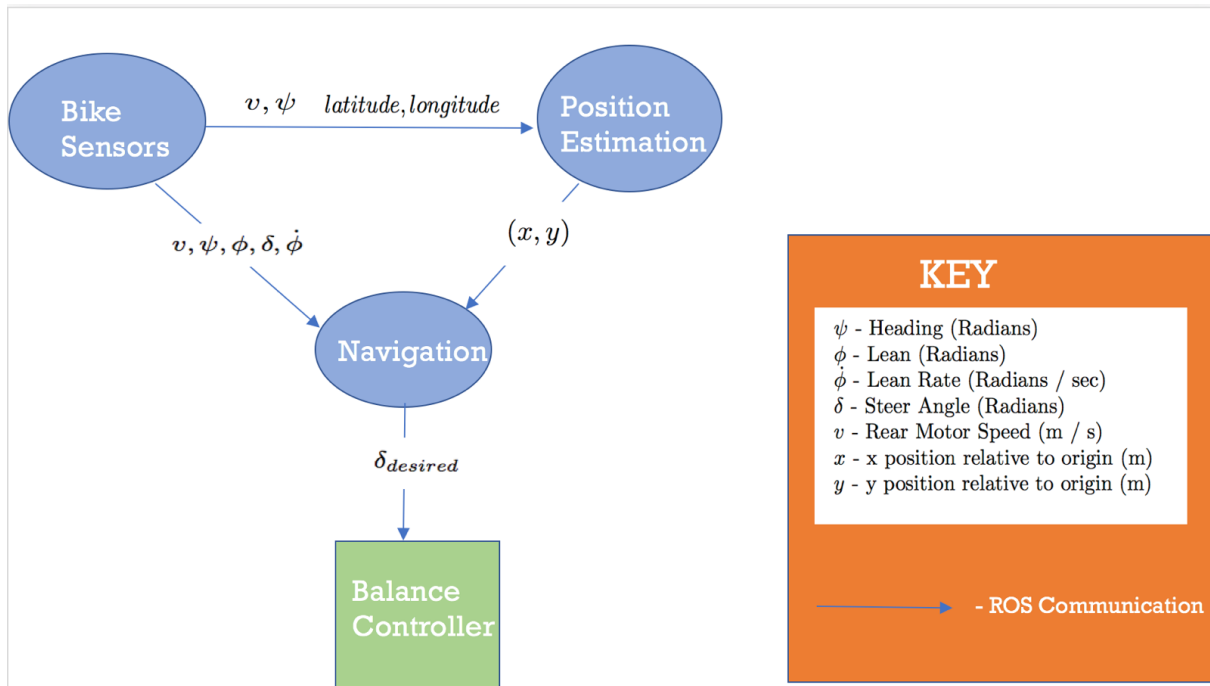 Bike
Sensors
v, ψ latitude, longitude
Position
Estimation
v, ψ, ϕ, δ, ϕ̇
(x, y)
Navigation
δ_desired
Balance
Controller
KEY
ψ - Heading (Radians)
ϕ - Lean (Radians)
ϕ̇ - Lean Rate (Radians / sec)
δ - Steer Angle (Radians)
v - Rear Motor Speed (m / s)
x - x position relative to origin (m)
y - y position relative to origin (m)
- ROS Communication